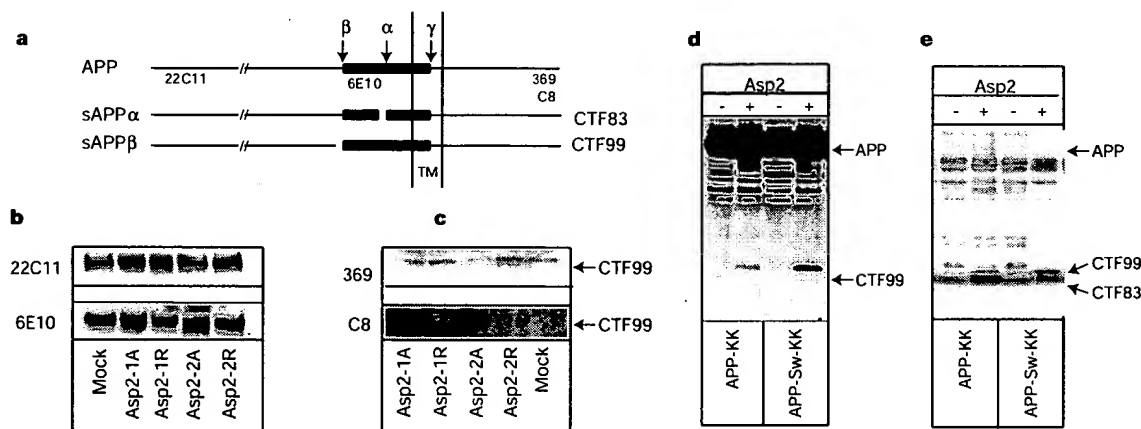 a
β α γ
APP
22C11
6E10
369
C8
sAPPα
CTF83
sAPPβ
CTF99
TM
b
22C11
6E10
Mock
Asp2-1A
Asp2-1R
Asp2-2A
Asp2-2R
c
369
CTF99
C8
CTF99
Asp2-1A
Asp2-1R
Asp2-2A
Asp2-2R
Mock
d
Asp2
- + - +
APP
CTF99
APP-KK
APP-Sw-KK
e
Asp2
- + - +
APP
CTF99
CTF83
APP-KK
APP-Sw-KK